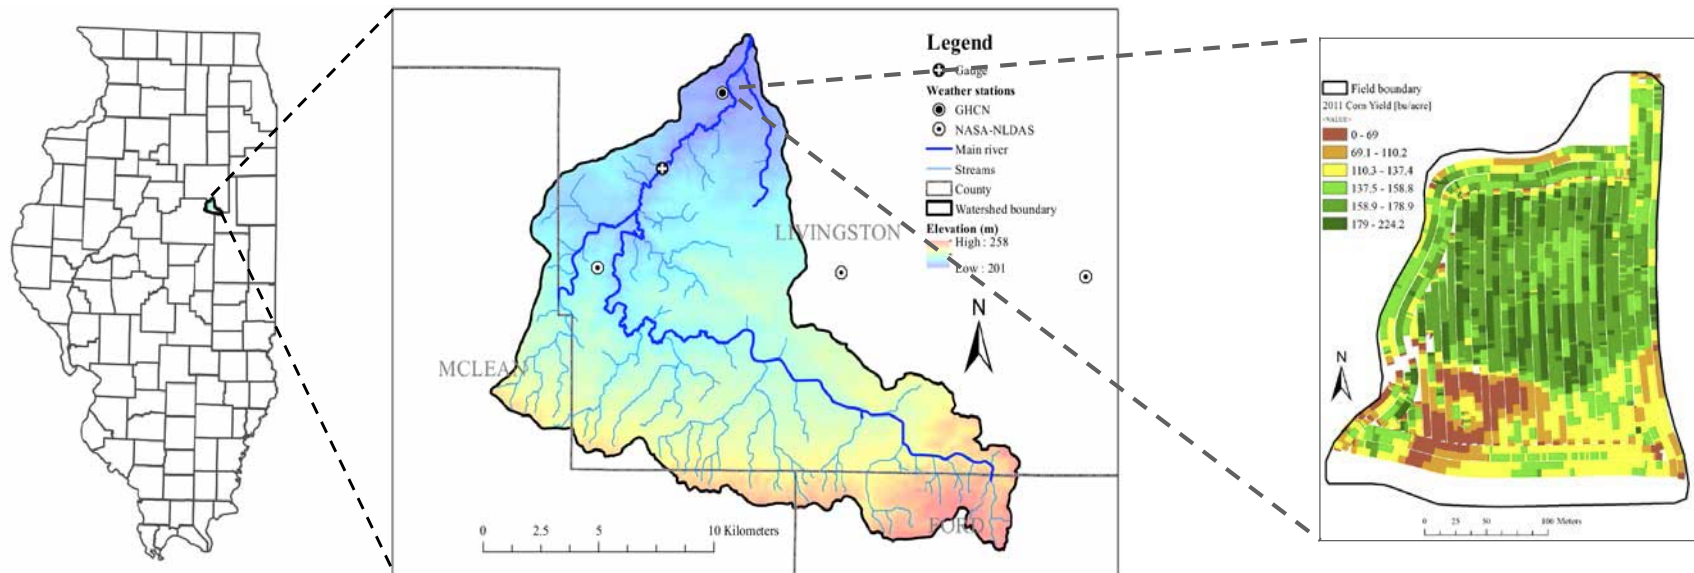 Legend
Gauge
Weather stations
GHCN
NASA-NLDAS
Main river
Streams
County
Watershed boundary
Elevation (m)
High : 258
Low : 201
LIVINGSTON
MCLEAN
FORD
N
0 2.5 5 10 Kilometers
Field boundary
2011 Corn Yield [bu/acre]
<VALUE>
0 - 69
69.1 - 110.2
110.3 - 137.4
137.5 - 158.8
158.9 - 178.9
179 - 224.2
N
0 25 50 100 Meters